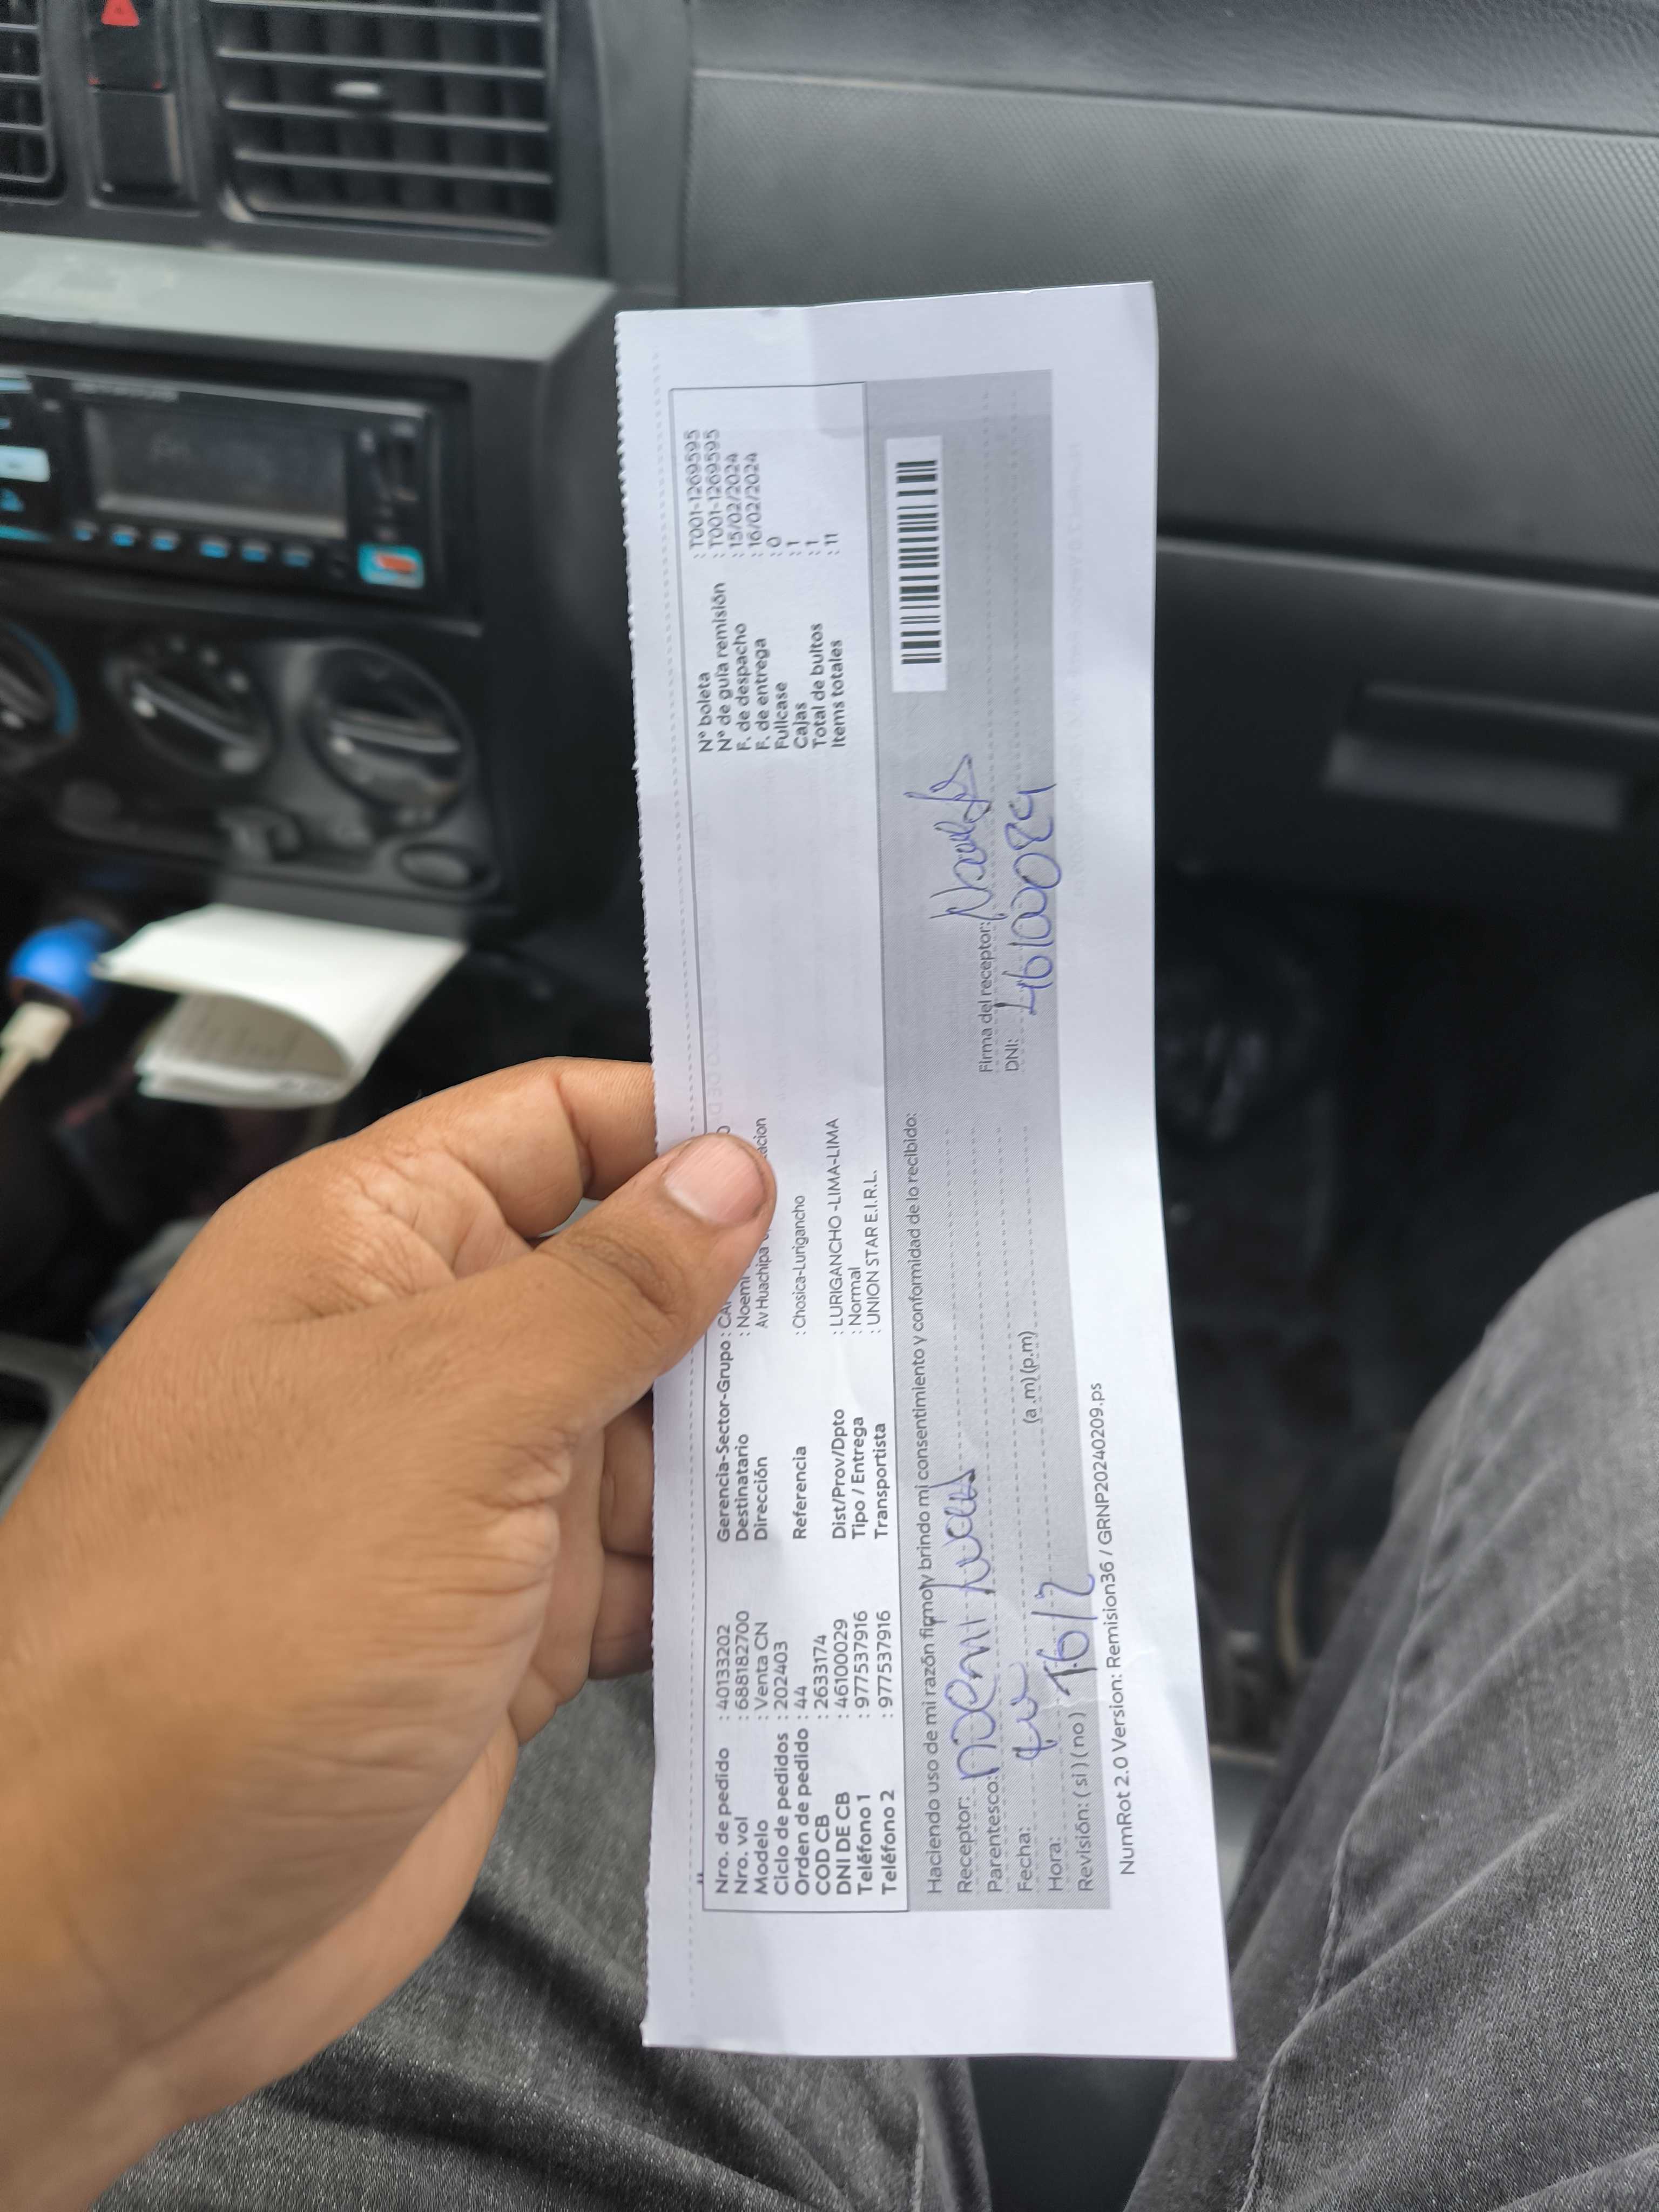 Nro. de pedido : 40133202
Nro. vol : 688182700
Modelo : Venta CN
Ciclo de pedidos : 202403
Orden de pedido : 44
COD CB : 2633174
DNI DE CB : 46100029
Teléfono 1 : 977537916
Teléfono 2 : 977537916
Gerencia-Sector-Grupo :
Destinatario : Noemi
Dirección Av Huachipa
Referencia : Chosica-Lurigancho
Dist/Prov/Dpto : LURIGANCHO -LIMA-LIMA
Tipo / Entrega : Normal
Transportista : UNION STAR E.I.R.L.
N° boleta : T001-1269595
N° de guía remisión : T001-1269595
F. de despacho : 15/02/2024
F. de entrega : 16/02/2024
Fullcase : 0
Cajas : 1
Total de bultos : 1
Items totales : 11
Haciendo uso de mi razón firmo y brindo mi consentimiento y conformidad de lo recibido:
Receptor: noemi
Parentesco:
Fecha: 16/2
Hora: (a.m) (p.m)
Revisión: ( si ) ( no )
Firma del receptor:
DNI:
NumRot 2.0 Version: Remision36 / GRNP20240209.ps